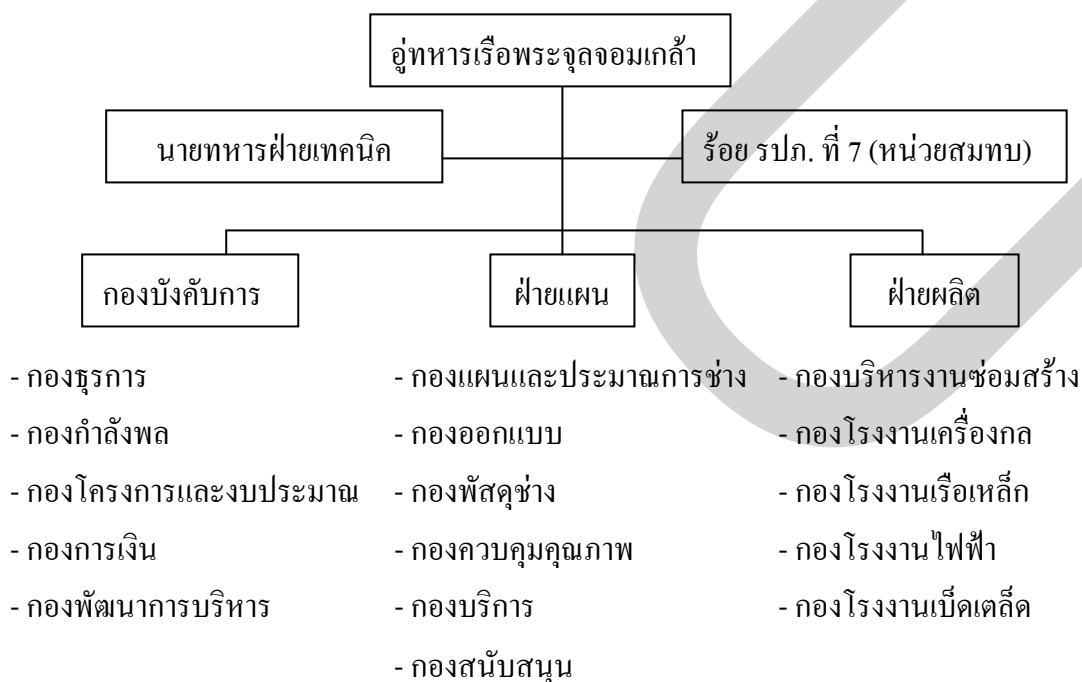 อู่ทหารเรือพระจุลจอมเกล้า
นายทหารฝ่ายเทคนิค
ร้อย รปภ. ที่ 7 (หน่วยสมทบ)
กองบังคับการ
ฝ่ายแผน
ฝ่ายผลิต
- กองธุรการ
- กองกำลังพล
- กองโครงการและงบประมาณ
- กองการเงิน
- กองพัฒนาการบริหาร
- กองแผนและประมาณการช่าง
- กองออกแบบ
- กองพัสดุช่าง
- กองควบคุมคุณภาพ
- กองบริการ
- กองสนับสนุน
- กองบริหารงานซ่อมสร้าง
- กองโรงงานเครื่องกล
- กองโรงงานเรือเหล็ก
- กองโรงงานไฟฟ้า
- กองโรงงานเบ็ดเตล็ด